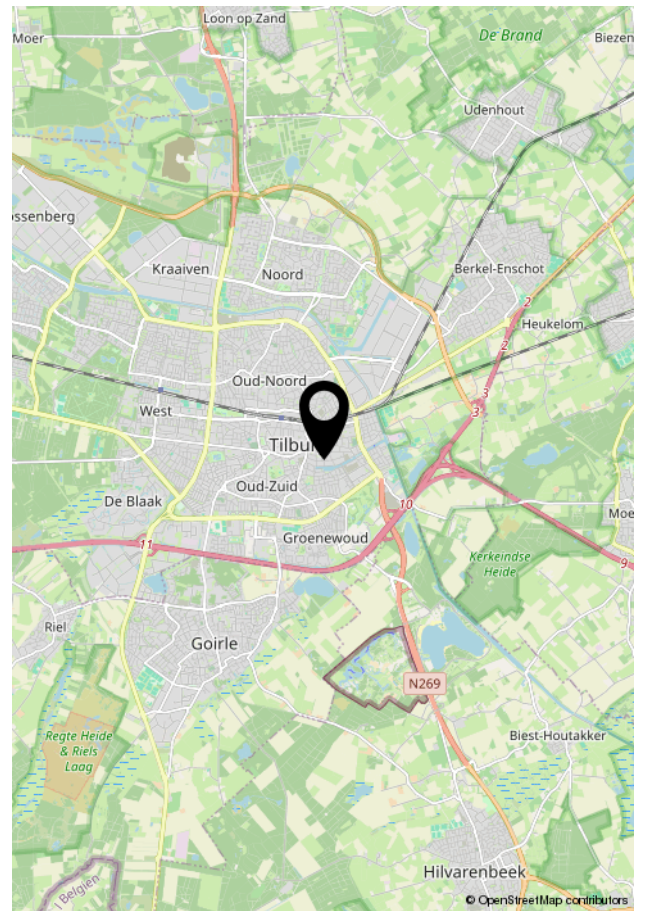 Loon op Zand
Moer
De Brand
Biezen
Udenhout
ossenberg
Kraaiven
Noord
Berkel-Enschot
2
Heukelom
2
Oud-Noord
3
West
3
Tilbu
Oud-Zuid
De Blaak
10
Moe
Groenewoud
11
Kerkeindse
Heide
9
Riel
Goirle
N269
Regte Heide
& Riels
Laag
Biest-Houtakker
Hilvarenbeek
Belgien
© OpenStreetMap contributors